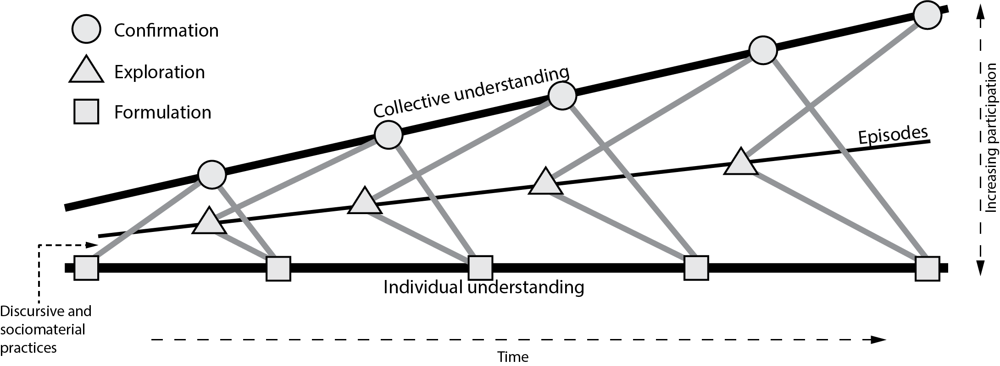 Confirmation
Exploration
Formulation
Collective understanding
Episodes
Increasing participation
Individual understanding
Discursive and
sociomaterial
practices
Time